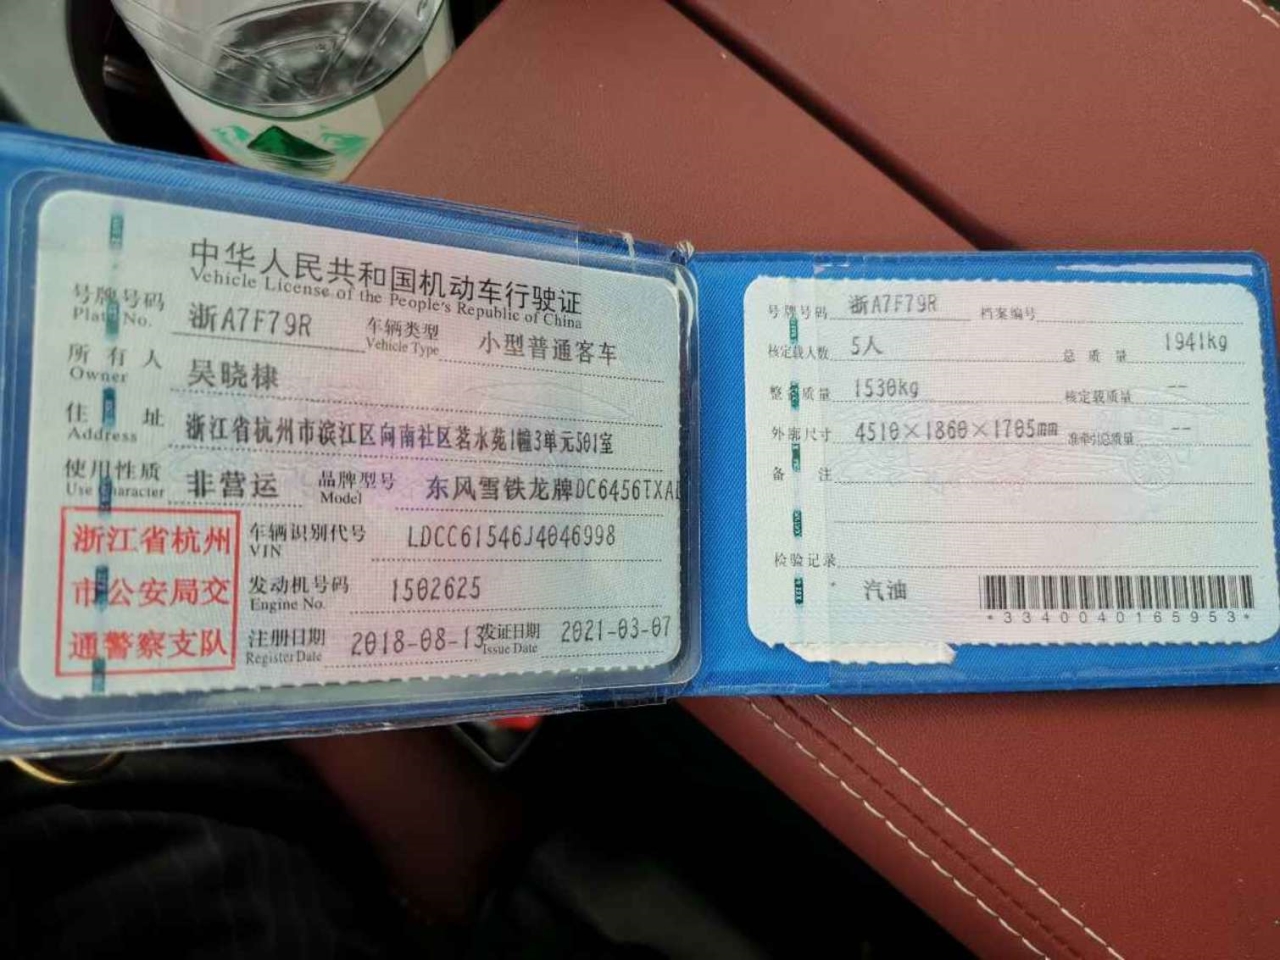 中华人民共和国机动车行驶证
Vehicle License of the People's Republic of China
号牌号码 浙A7F79R 车辆类型 小型普通客车
Plate No. Vehicle Type
所有人 吴晓棣
Owner
住址 浙江省杭州市滨江区向南社区茗水苑1幢3单元501室
Address
使用性质 非营运 品牌型号 东风雪铁龙牌DC6456TXA
Use Character Model
浙江省杭州
市公安局交
通警察支队
车辆识别代号 LDCC61546J4046998
VIN
发动机号码 1502625
Engine No.
注册日期 2018-08-13 发证日期 2021-03-07
Register Date Issue Date
号牌号码 浙A7F79R 档案编号
核定载人数 5人 总质量 1941kg
整备质量 1530kg 核定载质量 --
外廓尺寸 4510×1860×1705mm 准牵引总质量 --
备注
检验记录
汽油
*3340040165953*